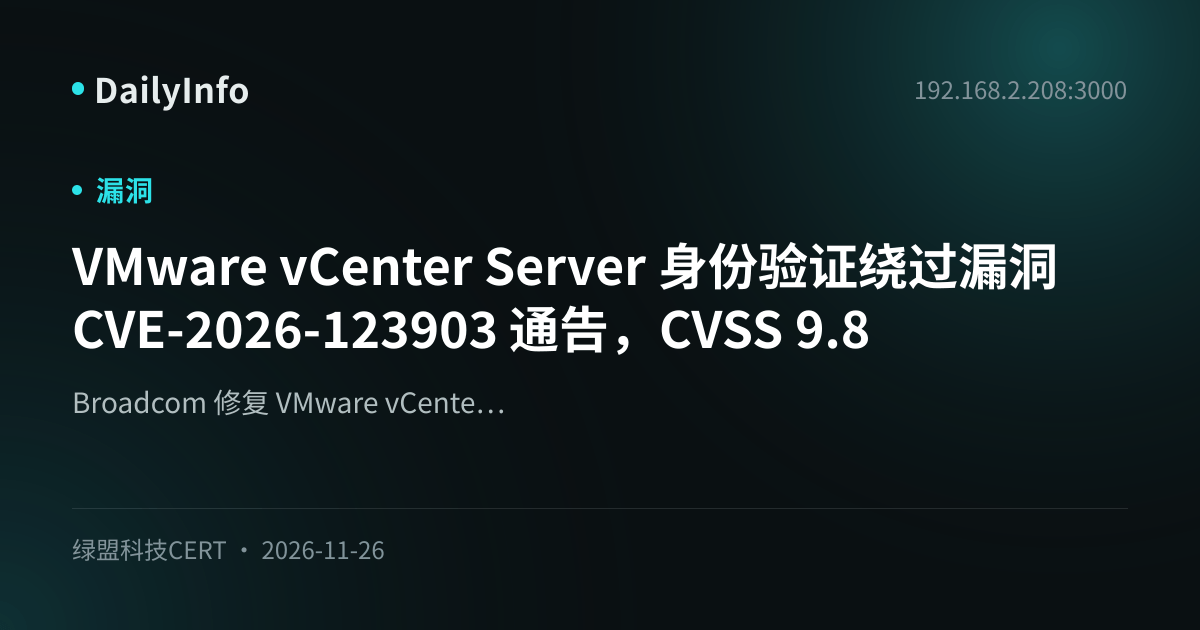 DailyInfo
192.168.2.208:3000
漏洞
VMware vCenter Server 身份验证绕过漏洞
CVE-2026-123903 通告，CVSS 9.8
Broadcom 修复 VMware vCente…
绿盟科技CERT · 2026-11-26